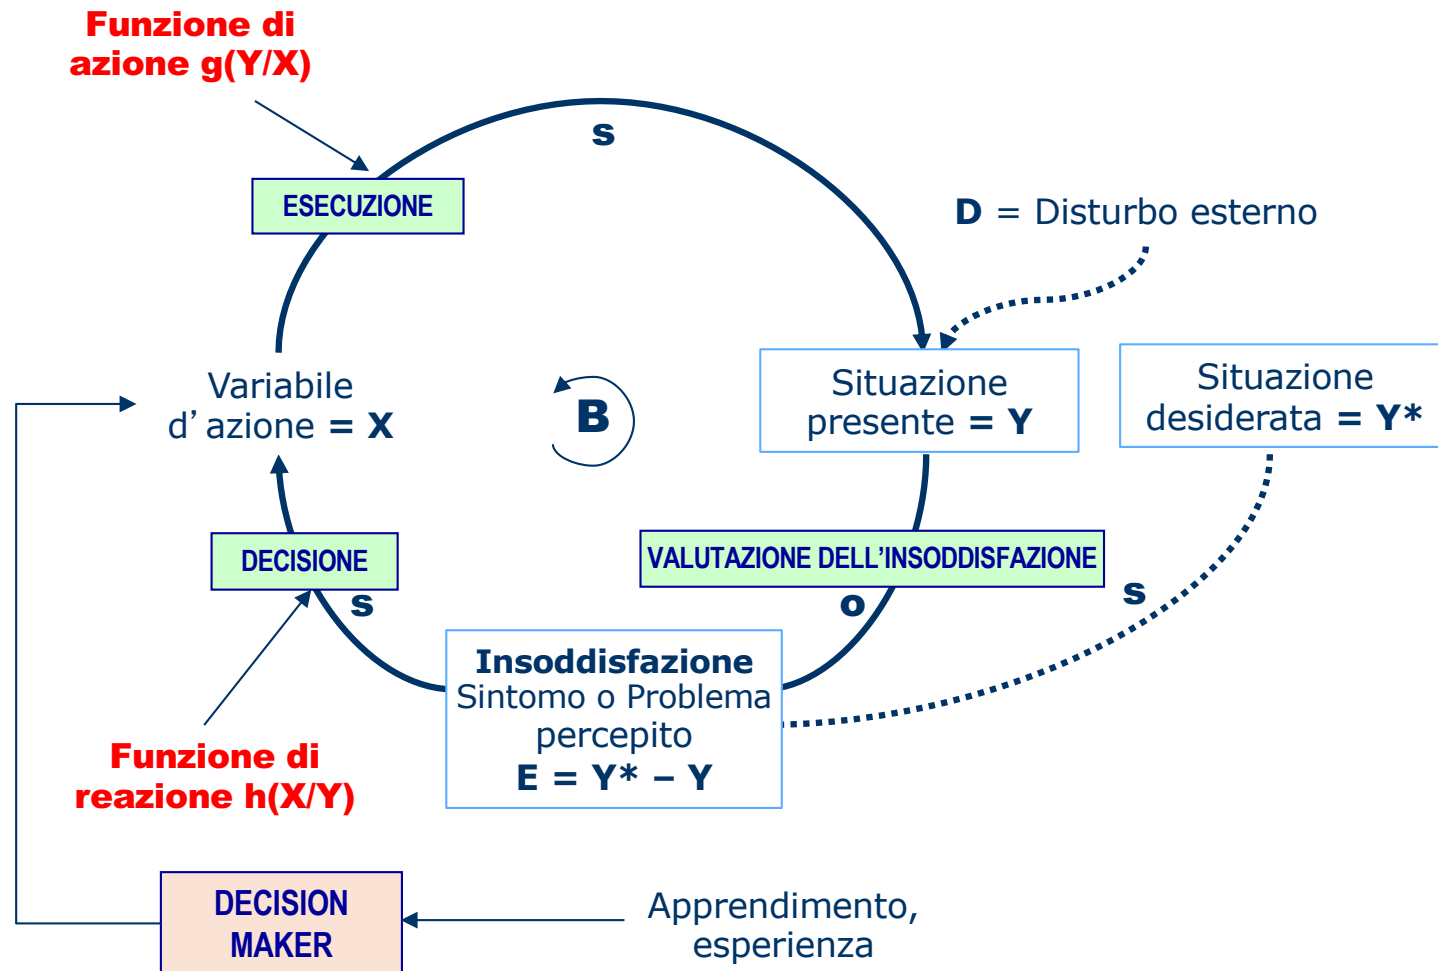 Funzione di
azione g(Y/X)
s
ESECUZIONE
D = Disturbo esterno
Variabile
d’azione = X
B
Situazione
presente = Y
Situazione
desiderata = Y*
DECISIONE
VALUTAZIONE DELL’INSODDISFAZIONE
s
o
s
Insoddisfazione
Sintomo o Problema
percepito
E = Y* – Y
Funzione di
reazione h(X/Y)
DECISION
MAKER
Apprendimento,
esperienza